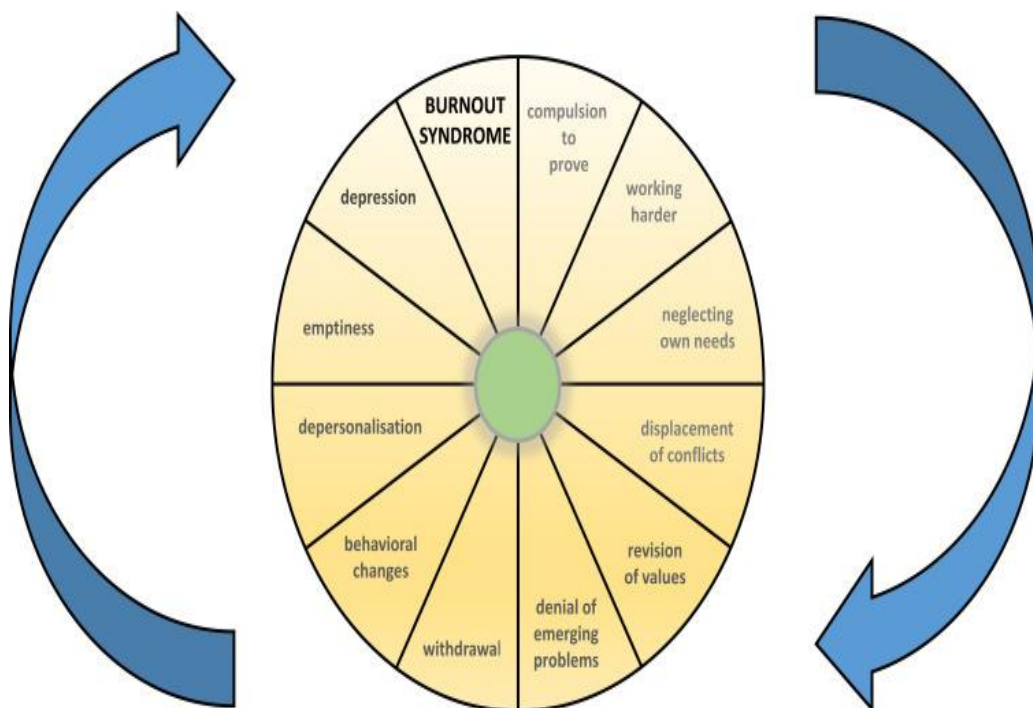 BURNOUT
SYNDROME
compulsion
to
prove
working
harder
neglecting
own needs
displacement
of conflicts
revision
of values
denial of
emerging
problems
withdrawal
behavioral
changes
depersonalisation
emptiness
depression